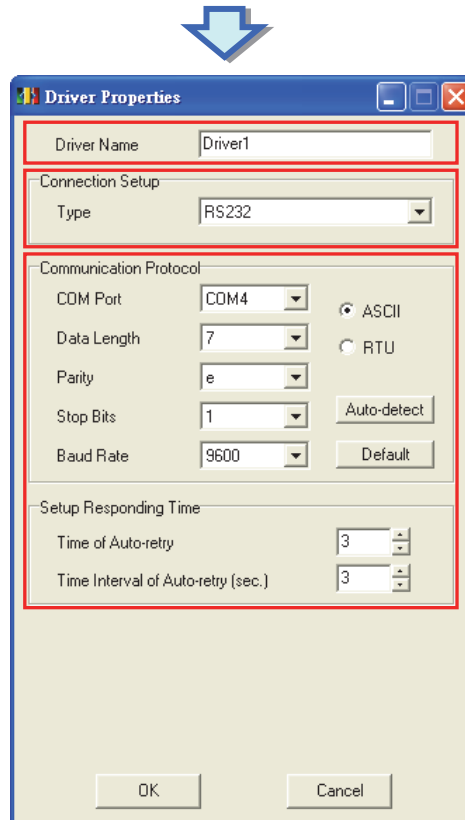 Driver Properties
Driver Name Driver1
Connection Setup
Type RS232
Communication Protocol
COM Port COM4
ASCII
Data Length 7
RTU
Parity e
Stop Bits 1 Auto-detect
Baud Rate 9600 Default
Setup Responding Time
Time of Auto-retry 3
Time Interval of Auto-retry (sec.) 3
OK Cancel